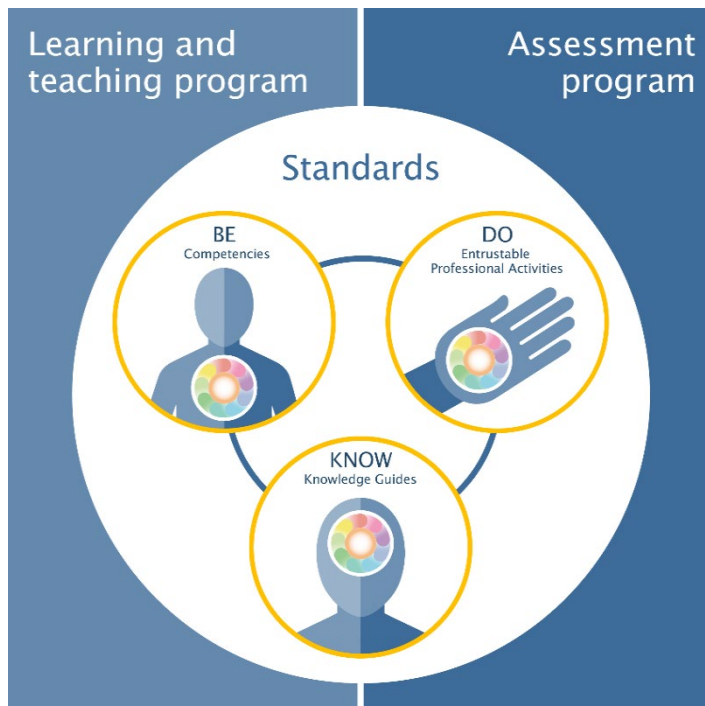 Learning and
teaching program
Assessment
program
Standards
BE
Competencies
DO
Entrustable
Professional Activities
KNOW
Knowledge Guides